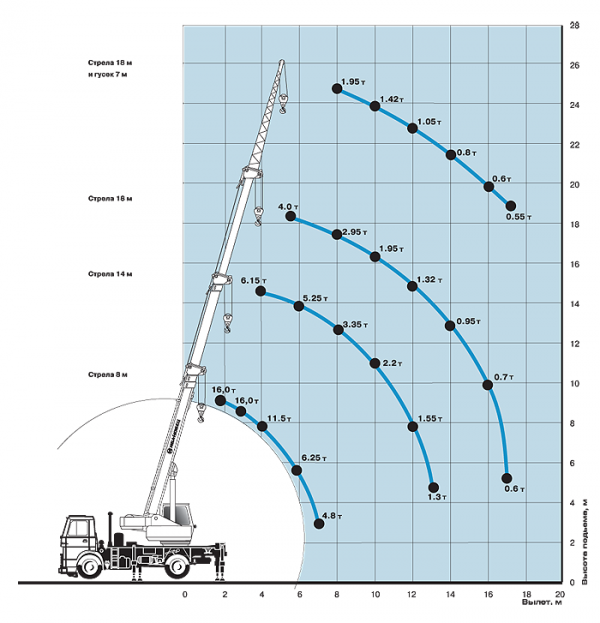 28
Стрела 18 м
и гусек 7 м
26
1.95 т
24
1.42 т
1.05 т
22
0.8 т
20
0.6 т
0.55 т
Стрела 18 м
4.0 т
18
2.95 т
16
1.95 т
Стрела 14 м
6.15 т
5.25 т
1.32 т
14
3.35 т
0.95 т
12
2.2 т
Стрела 8 м
0.7 т
10
16,0 т
16,0 т
11.5 т
1.55 т
8
6.25 т
6
1.3 т
0.6 т
4.8 т
4
2
0
Высота подъема, м
0 2 4 6 8 10 12 14 16 18 20
Вылет, м